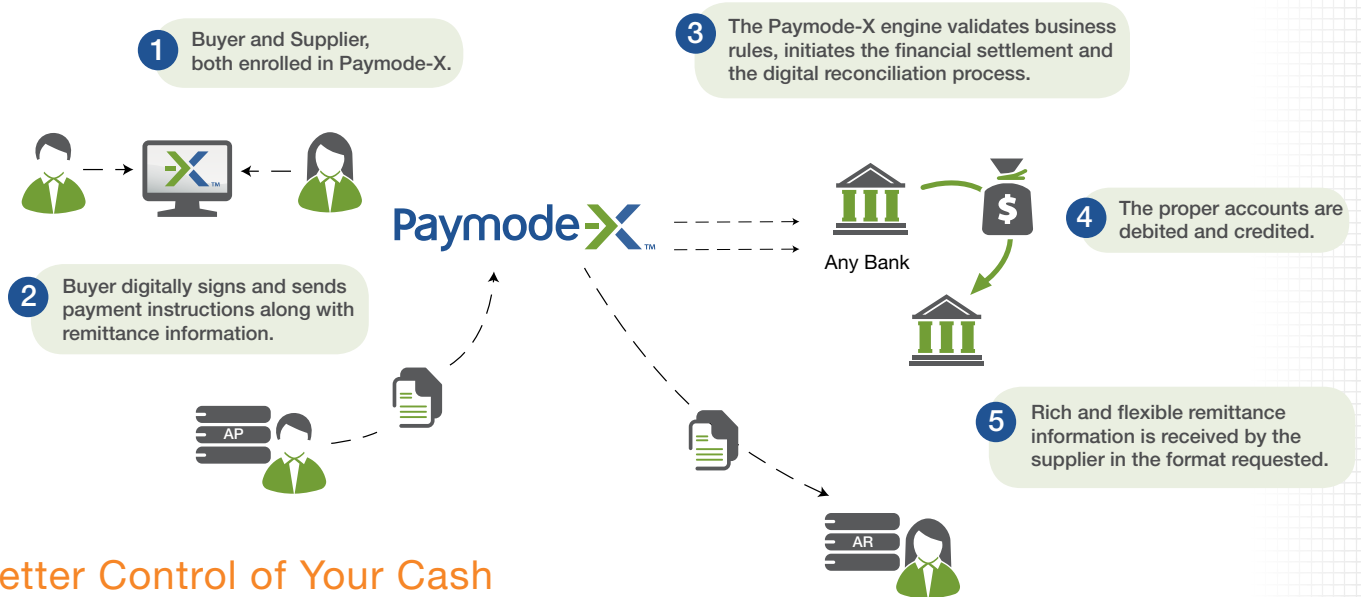 1
Buyer and Supplier,
both enrolled in Paymode-X.
2
Buyer digitally signs and sends
payment instructions along with
remittance information.
AP
Paymode-X™
3
The Paymode-X engine validates business
rules, initiates the financial settlement and
the digital reconciliation process.
Any Bank
$
4
The proper accounts are
debited and credited.
5
Rich and flexible remittance
information is received by the
supplier in the format requested.
AR
X™
etter Control of Your Cash